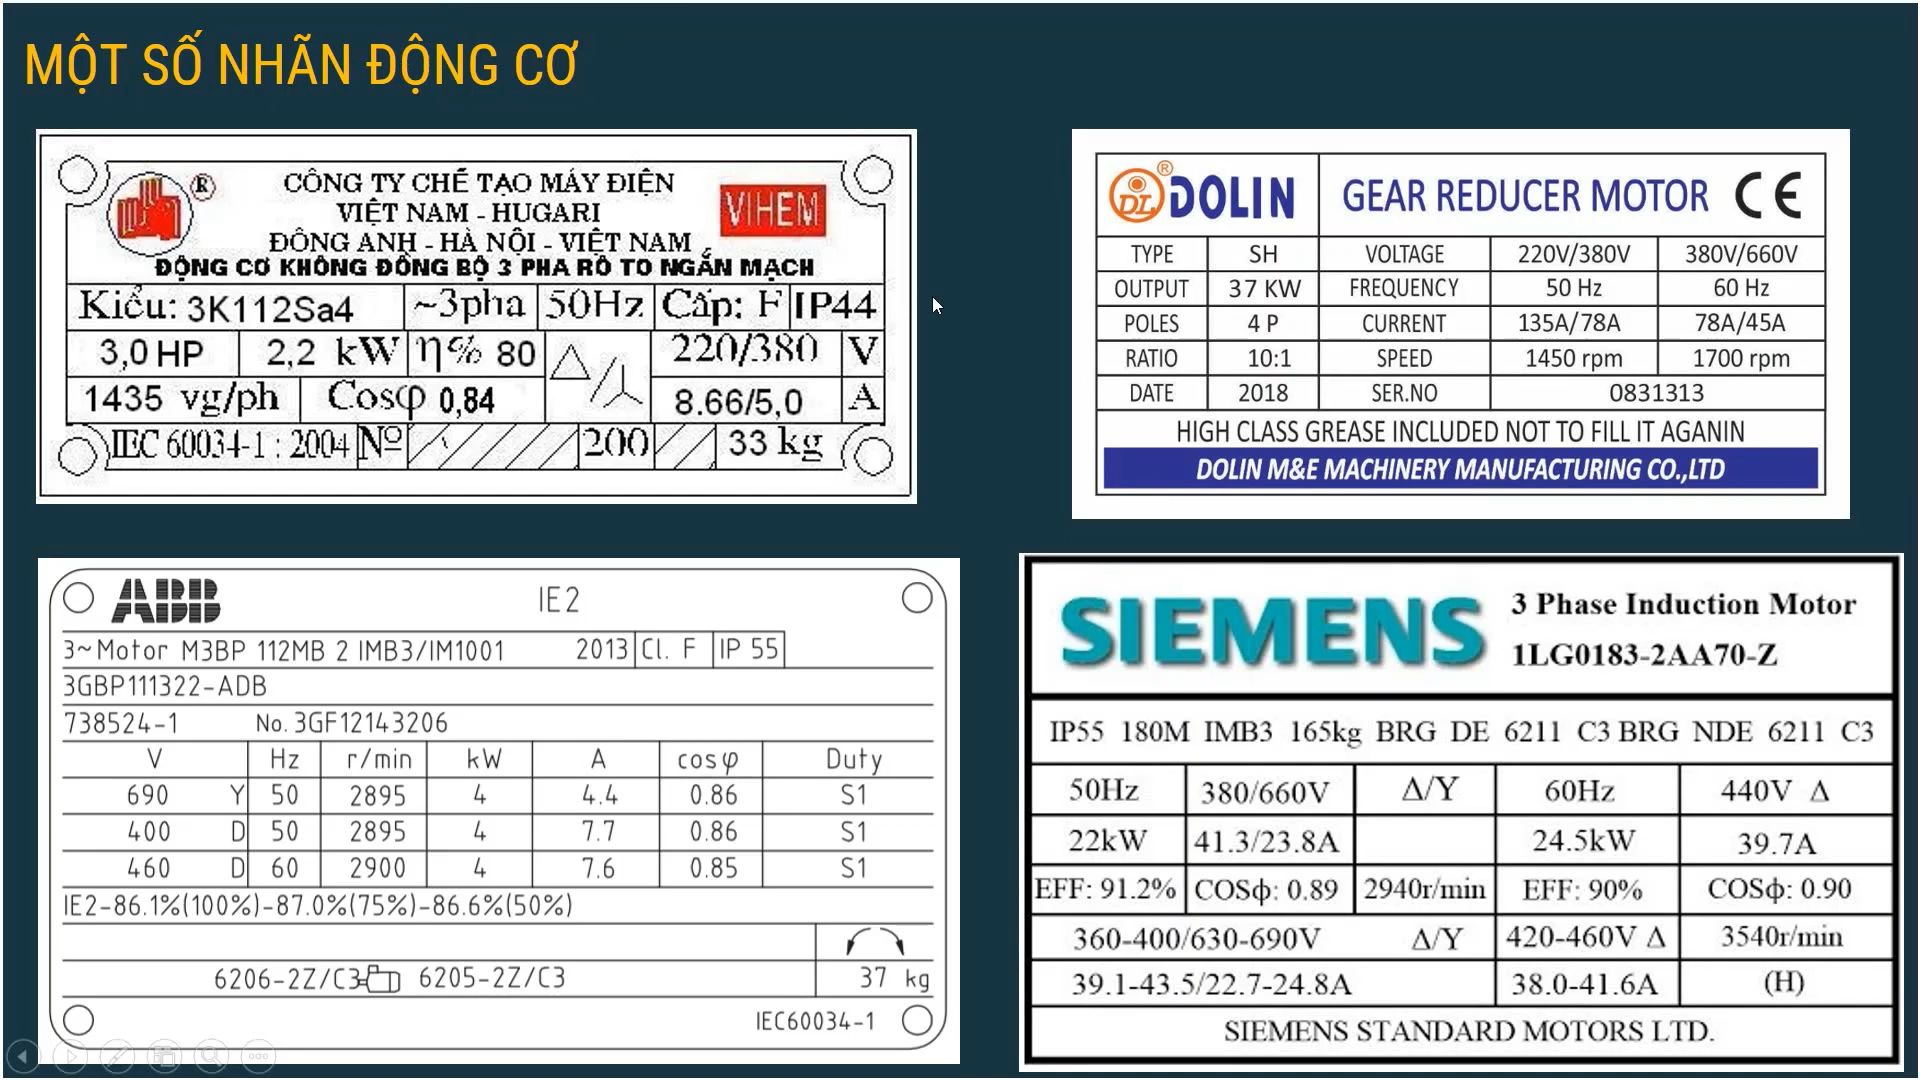 MỘT SỐ NHÃN ĐỘNG CƠ
®
CÔNG TY CHẾ TẠO MÁY ĐIỆN
VIỆT NAM - HUGARI
VIHEM
ĐÔNG ANH - HÀ NỘI - VIỆT NAM
ĐỘNG CƠ KHÔNG ĐỒNG BỘ 3 PHA RÔ TO NGẮN MẠCH
Kiểu: 3K112Sa4 ~3pha 50Hz Cấp: F IP44
3,0 HP 2,2 kW η% 80 △/Y 220/380 V
1435 vg/ph Cosφ 0,84 8.66/5,0 A
IEC 60034-1 : 2004 Nº 200 33 kg
DL ® DOLIN GEAR REDUCER MOTOR CE
TYPE SH VOLTAGE 220V/380V 380V/660V
OUTPUT 37 KW FREQUENCY 50 Hz 60 Hz
POLES 4 P CURRENT 135A/78A 78A/45A
RATIO 10:1 SPEED 1450 rpm 1700 rpm
DATE 2018 SER.NO 0831313
HIGH CLASS GREASE INCLUDED NOT TO FILL IT AGANIN
DOLIN M&E MACHINERY MANUFACTURING CO.,LTD
ABB IE2
3~Motor M3BP 112MB 2 IMB3/IM1001 2013 Cl. F IP 55
3GBP111322-ADB
738524-1 No. 3GF12143206
V Hz r/min kW A cosφ Duty
690 Y 50 2895 4 4.4 0.86 S1
400 D 50 2895 4 7.7 0.86 S1
460 D 60 2900 4 7.6 0.85 S1
IE2-86.1%(100%)-87.0%(75%)-86.6%(50%)
6206-2Z/C3 6205-2Z/C3 37 kg
IEC60034-1
SIEMENS 3 Phase Induction Motor
1LG0183-2AA70-Z
IP55 180M IMB3 165kg BRG DE 6211 C3 BRG NDE 6211 C3
50Hz 380/660V Δ/Y 60Hz 440V Δ
22kW 41.3/23.8A 24.5kW 39.7A
EFF: 91.2% COSϕ: 0.89 2940r/min EFF: 90% COSϕ: 0.90
360-400/630-690V Δ/Y 420-460V Δ 3540r/min
39.1-43.5/22.7-24.8A 38.0-41.6A (H)
SIEMENS STANDARD MOTORS LTD.